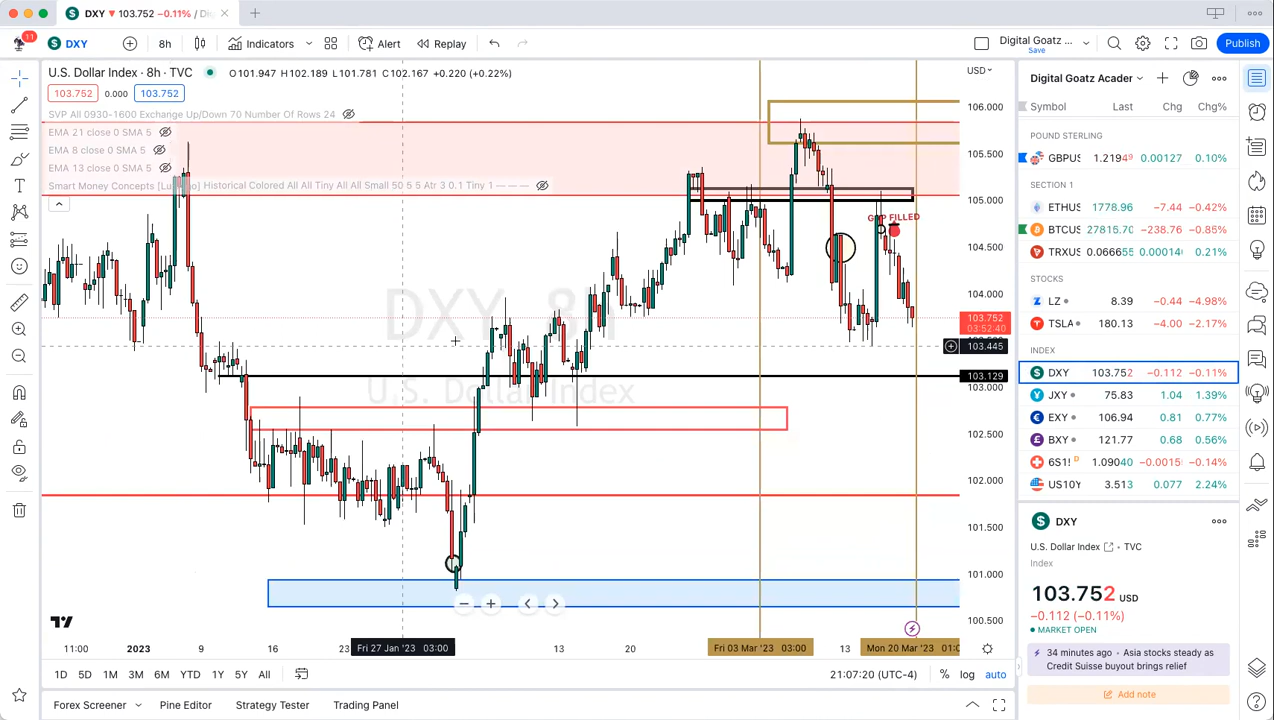 DXY ▼ 103.752 −0.11% / Di
11
DXY
8h
Indicators
Alert
Replay
Digital Goatz ...
Save
Publish
U.S. Dollar Index · 8h · TVC
O101.947 H102.189 L101.781 C102.167 +0.220 (+0.22%)
103.752
0.000
103.752
SVP All 0930-1600 Exchange Up/Down 70 Number Of Rows 24
EMA 21 close 0 SMA 5
EMA 8 close 0 SMA 5
EMA 13 close 0 SMA 5
Historical Colored All All Tiny All All Small 50 5 5 Atr 3 0.1 Tiny 1
DXY, 8h
U.S. Dollar Index
FILLED
USD
106.000
105.500
105.000
104.500
104.000
103.752
03:52:40
103.445
103.129
103.000
102.500
102.000
101.500
101.000
100.500
11:00
2023
9
16
23
Fri 27 Jan '23 03:00
13
20
Fri 03 Mar '23 03:00
13
Mon 20 Mar '23 01:0
1D 5D 1M 3M 6M YTD 1Y 5Y All
% log auto
Forex Screener
Pine Editor
Strategy Tester
Trading Panel
Digital Goatz Acader
Symbol Last Chg Chg%
POUND STERLING
GBPUS 1.21949 0.00127 0.10%
SECTION 1
ETHUS 1778.96 −7.44 −0.42%
BTCUS 27815.70 −238.76 −0.85%
TRXUS 0.066655 0.000140 0.21%
STOCKS
LZ 8.39 −0.44 −4.98%
TSLA 180.13 −4.00 −2.17%
INDEX
DXY 103.752 −0.112 −0.11%
JXY 75.83 1.04 1.39%
EXY 106.94 0.81 0.77%
BXY 121.77 0.68 0.56%
6S1! D 1.09040 −0.0015 −0.14%
US10Y 3.513 0.077 2.24%
DXY
U.S. Dollar Index · TVC
Index
103.752 USD
−0.112 (−0.11%)
MARKET OPEN
34 minutes ago • Asia stocks steady as
Credit Suisse buyout brings relief
Add note
21:07:20 (UTC-4)